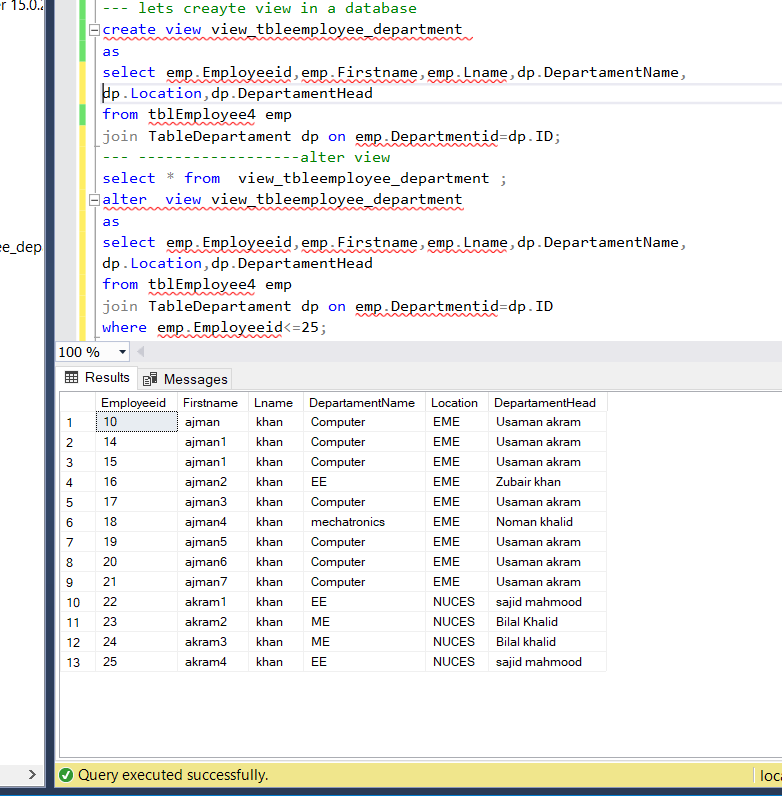 r 15.0.2
--- lets creayte view in a database
create view view_tbleemployee_department
as
select emp.Employeeid,emp.Firstname,emp.Lname,dp.DepartamentName,
dp.Location,dp.DepartamentHead
from tblEmployee4 emp
join TableDepartament dp on emp.Departmentid=dp.ID;
--- ------------------alter view
select * from  view_tbleemployee_department ;
alter  view view_tbleemployee_department
as
ee_dep
select emp.Employeeid,emp.Firstname,emp.Lname,dp.DepartamentName,
dp.Location,dp.DepartamentHead
from tblEmployee4 emp
join TableDepartament dp on emp.Departmentid=dp.ID
where emp.Employeeid<=25;
100 %
Results Messages
Employeeid Firstname Lname DepartamentName Location DepartamentHead
1 10 ajman khan Computer EME Usaman akram
2 14 ajman1 khan Computer EME Usaman akram
3 15 ajman1 khan Computer EME Usaman akram
4 16 ajman2 khan EE EME Zubair khan
5 17 ajman3 khan Computer EME Usaman akram
6 18 ajman4 khan mechatronics EME Noman khalid
7 19 ajman5 khan Computer EME Usaman akram
8 20 ajman6 khan Computer EME Usaman akram
9 21 ajman7 khan Computer EME Usaman akram
10 22 akram1 khan EE NUCES sajid mahmood
11 23 akram2 khan ME NUCES Bilal Khalid
12 24 akram3 khan ME NUCES Bilal khalid
13 25 akram4 khan EE NUCES sajid mahmood
Query executed successfully. loca